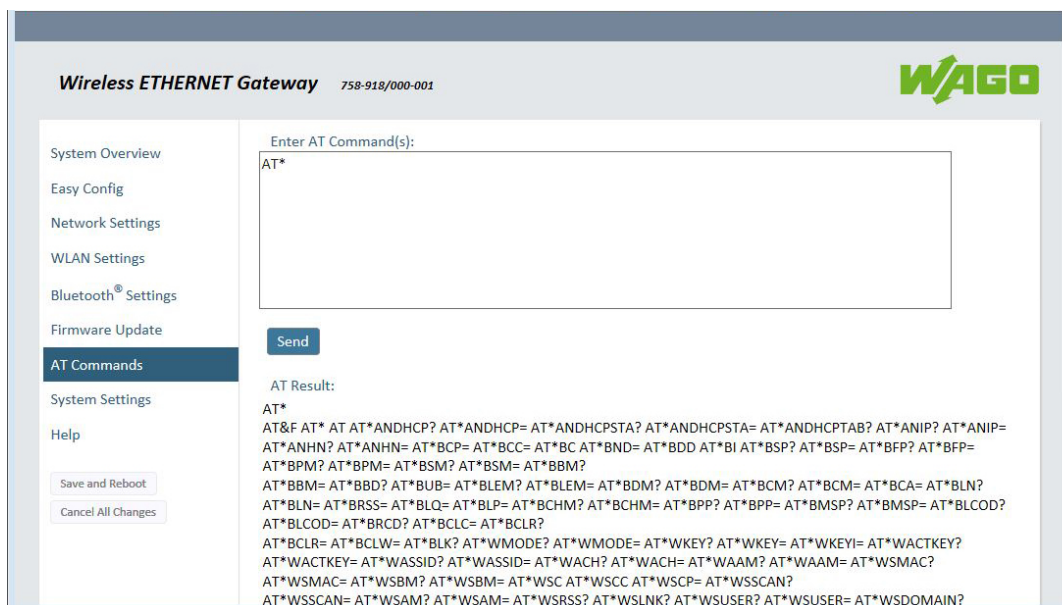 Wireless ETHERNET Gateway 758-918/000-001
WAGO
System Overview
Easy Config
Network Settings
WLAN Settings
Bluetooth® Settings
Firmware Update
AT Commands
System Settings
Help
Save and Reboot
Cancel All Changes
Enter AT Command(s):
AT*
Send
AT Result:
AT*
AT&F AT* AT AT*ANDHCP? AT*ANDHCP= AT*ANDHCPSTA? AT*ANDHCPSTA= AT*ANDHCPTAB? AT*ANIP? AT*ANIP=
AT*ANHN? AT*ANHN= AT*BCP= AT*BCC= AT*BC AT*BND= AT*BDD AT*BI AT*BSP? AT*BSP= AT*BFP? AT*BFP=
AT*BPM? AT*BPM= AT*BSM? AT*BSM= AT*BBM?
AT*BBM= AT*BBD? AT*BUB= AT*BLEM? AT*BLEM= AT*BDM? AT*BDM= AT*BCM? AT*BCM= AT*BCA= AT*BLN?
AT*BLN= AT*BRSS= AT*BLQ= AT*BLP= AT*BCHM? AT*BCHM= AT*BPP? AT*BPP= AT*BMSP? AT*BMSP= AT*BLCOD?
AT*BLCOD= AT*BRCD? AT*BCLC= AT*BCLR?
AT*BCLR= AT*BCLW= AT*BLK? AT*WMODE? AT*WMODE= AT*WKEY? AT*WKEY= AT*WKEYI= AT*WACTKEY?
AT*WACTKEY= AT*WASSID? AT*WASSID= AT*WACH? AT*WACH= AT*WAAM? AT*WAAM= AT*WSMAC?
AT*WSMAC= AT*WSBM? AT*WSBM= AT*WSC AT*WSCC AT*WSCP= AT*WSSCAN?
AT*WSSCAN= AT*WSAM? AT*WSAM= AT*WSRSS? AT*WSLNK? AT*WSUSER? AT*WSUSER= AT*WSDOMAIN?